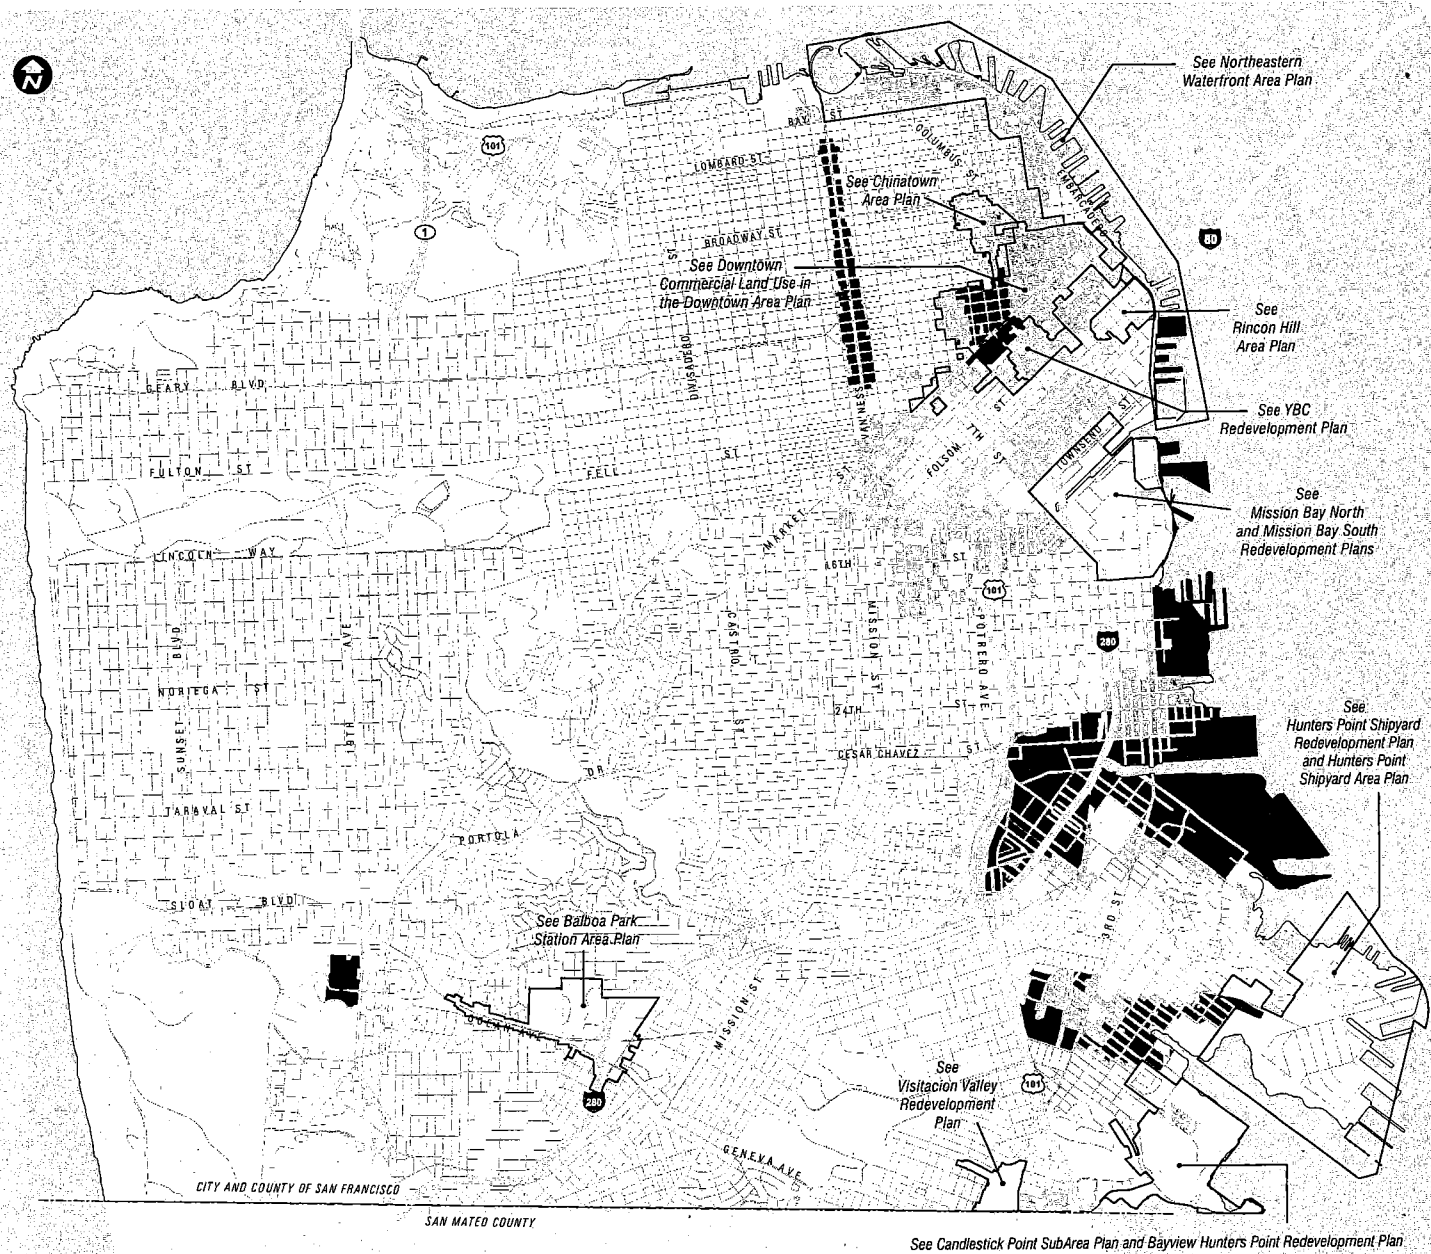 N
See Northeastern
Waterfront Area Plan
101
BAY ST
COLUMBUS ST
LOMBARD ST
See Chinatown
Area Plan
EMBARCADERO
1
80
BROADWAY ST
ST
See Downtown
Commercial Land Use in
the Downtown Area Plan
See
Rincon Hill
Area Plan
DIVISADERO
GEARY BLVD
VAN NESS
ST
7TH
ST
FOLSOM
ST
TOWNSEND
See YBC
Redevelopment Plan
FULTON ST
FELL ST
ST
MARKET
See
Mission Bay North
and Mission Bay South
Redevelopment Plans
LINCOLN WAY
16TH ST
101
CASTRO ST
MISSION ST
POTRERO AVE
280
SUNSET BLVD
19TH AVE
NORIEGA ST
24TH ST
CESAR CHAVEZ ST
See
Hunters Point Shipyard
Redevelopment Plan
and Hunters Point
Shipyard Area Plan
TARAVAL ST
PORTOLA DR
SLOAT BLVD
3RD ST
See Balboa Park
Station Area Plan
OCEAN AVE
MISSION ST
280
See
Visitacion Valley
Redevelopment
Plan
101
GENEVA AVE
CITY AND COUNTY OF SAN FRANCISCO
SAN MATEO COUNTY
See Candlestick Point SubArea Plan and Bayview Hunters Point Redevelopment Plan